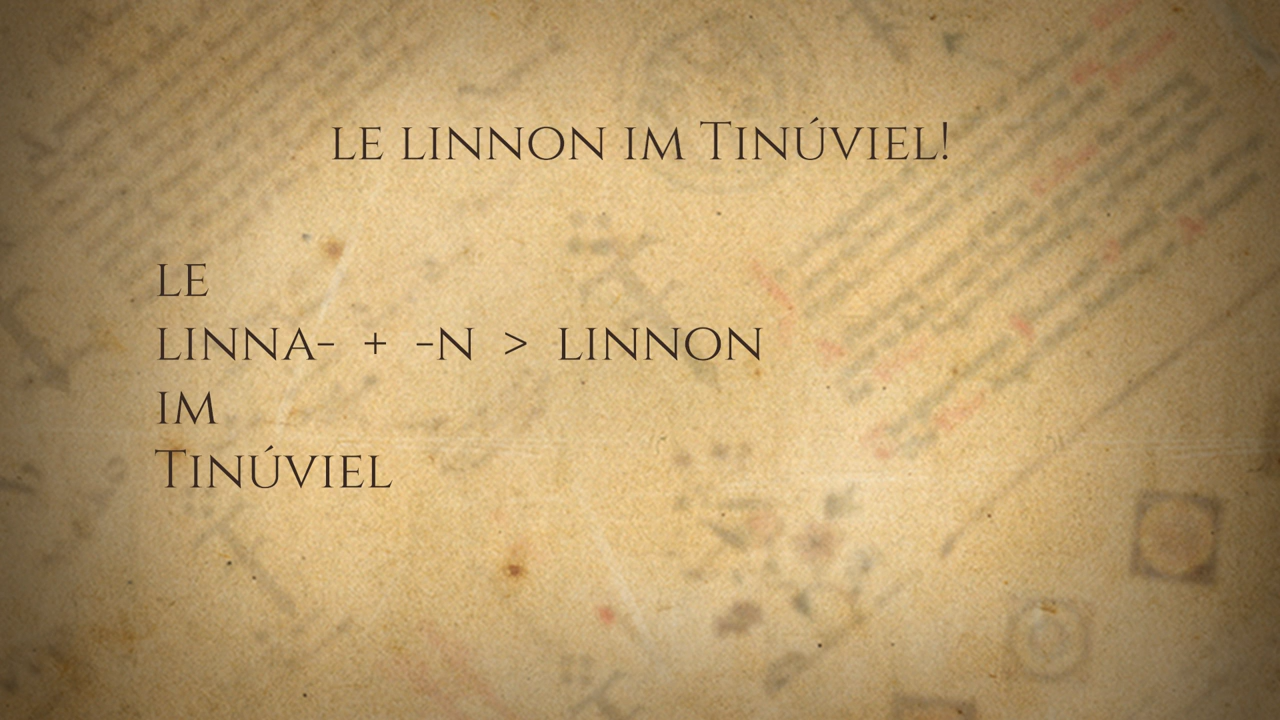 le linnon im Tinúviel!
le
linna- + -n > linnon
im
Tinúviel